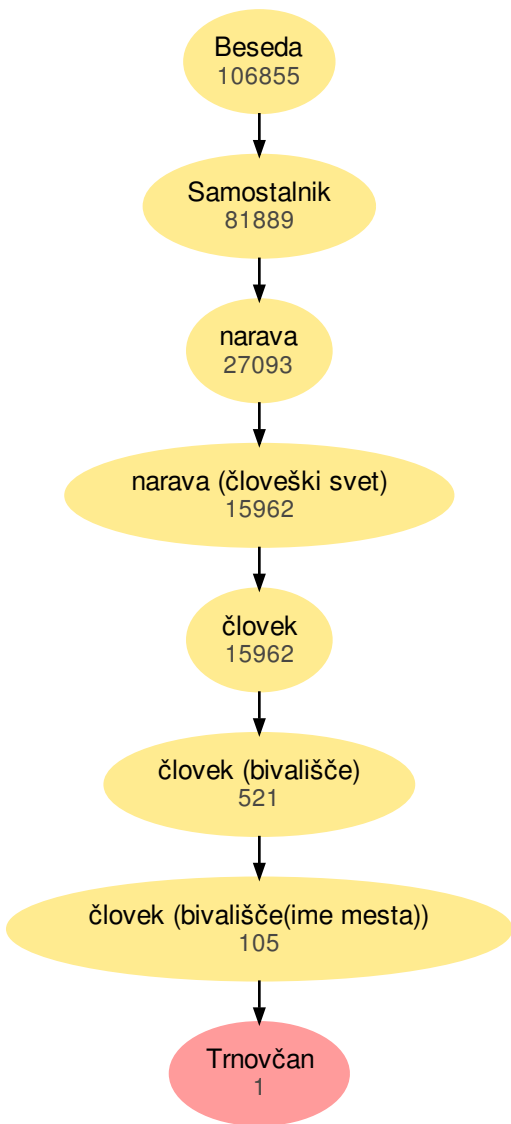 Beseda
106855
Samostalnik
81889
narava
27093
narava (človeški svet)
15962
človek
15962
človek (bivališče)
521
človek (bivališče(ime mesta))
105
Trnovčan
1